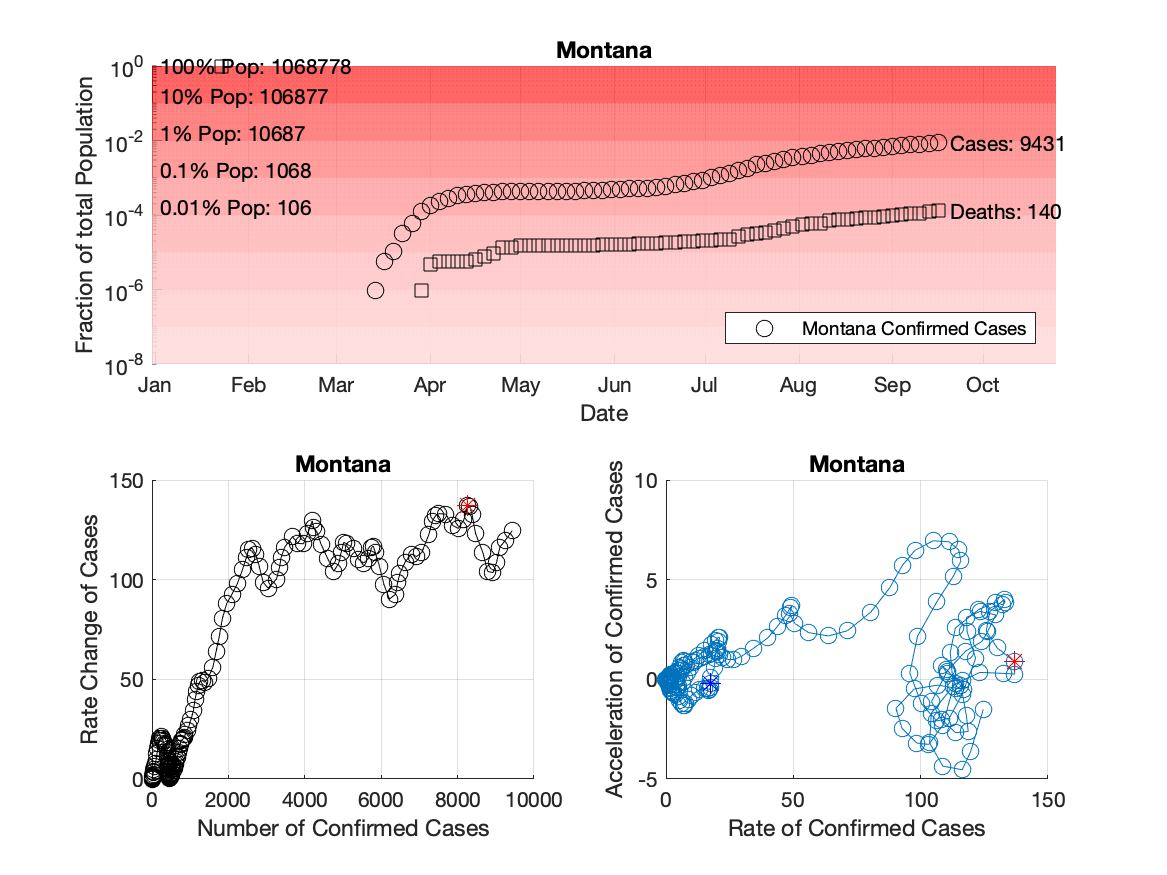 Montana
10^0
10^-2
10^-4
10^-6
10^-8
Fraction of total Population
100% Pop: 1068778
10% Pop: 106877
1% Pop: 10687
0.1% Pop: 1068
0.01% Pop: 106
Cases: 9431
Deaths: 140
Montana Confirmed Cases
Jan Feb Mar Apr May Jun Jul Aug Sep Oct
Date
Montana
150
100
50
0
Rate Change of Cases
0 2000 4000 6000 8000 10000
Number of Confirmed Cases
Montana
10
5
0
-5
Acceleration of Confirmed Cases
0 50 100 150
Rate of Confirmed Cases